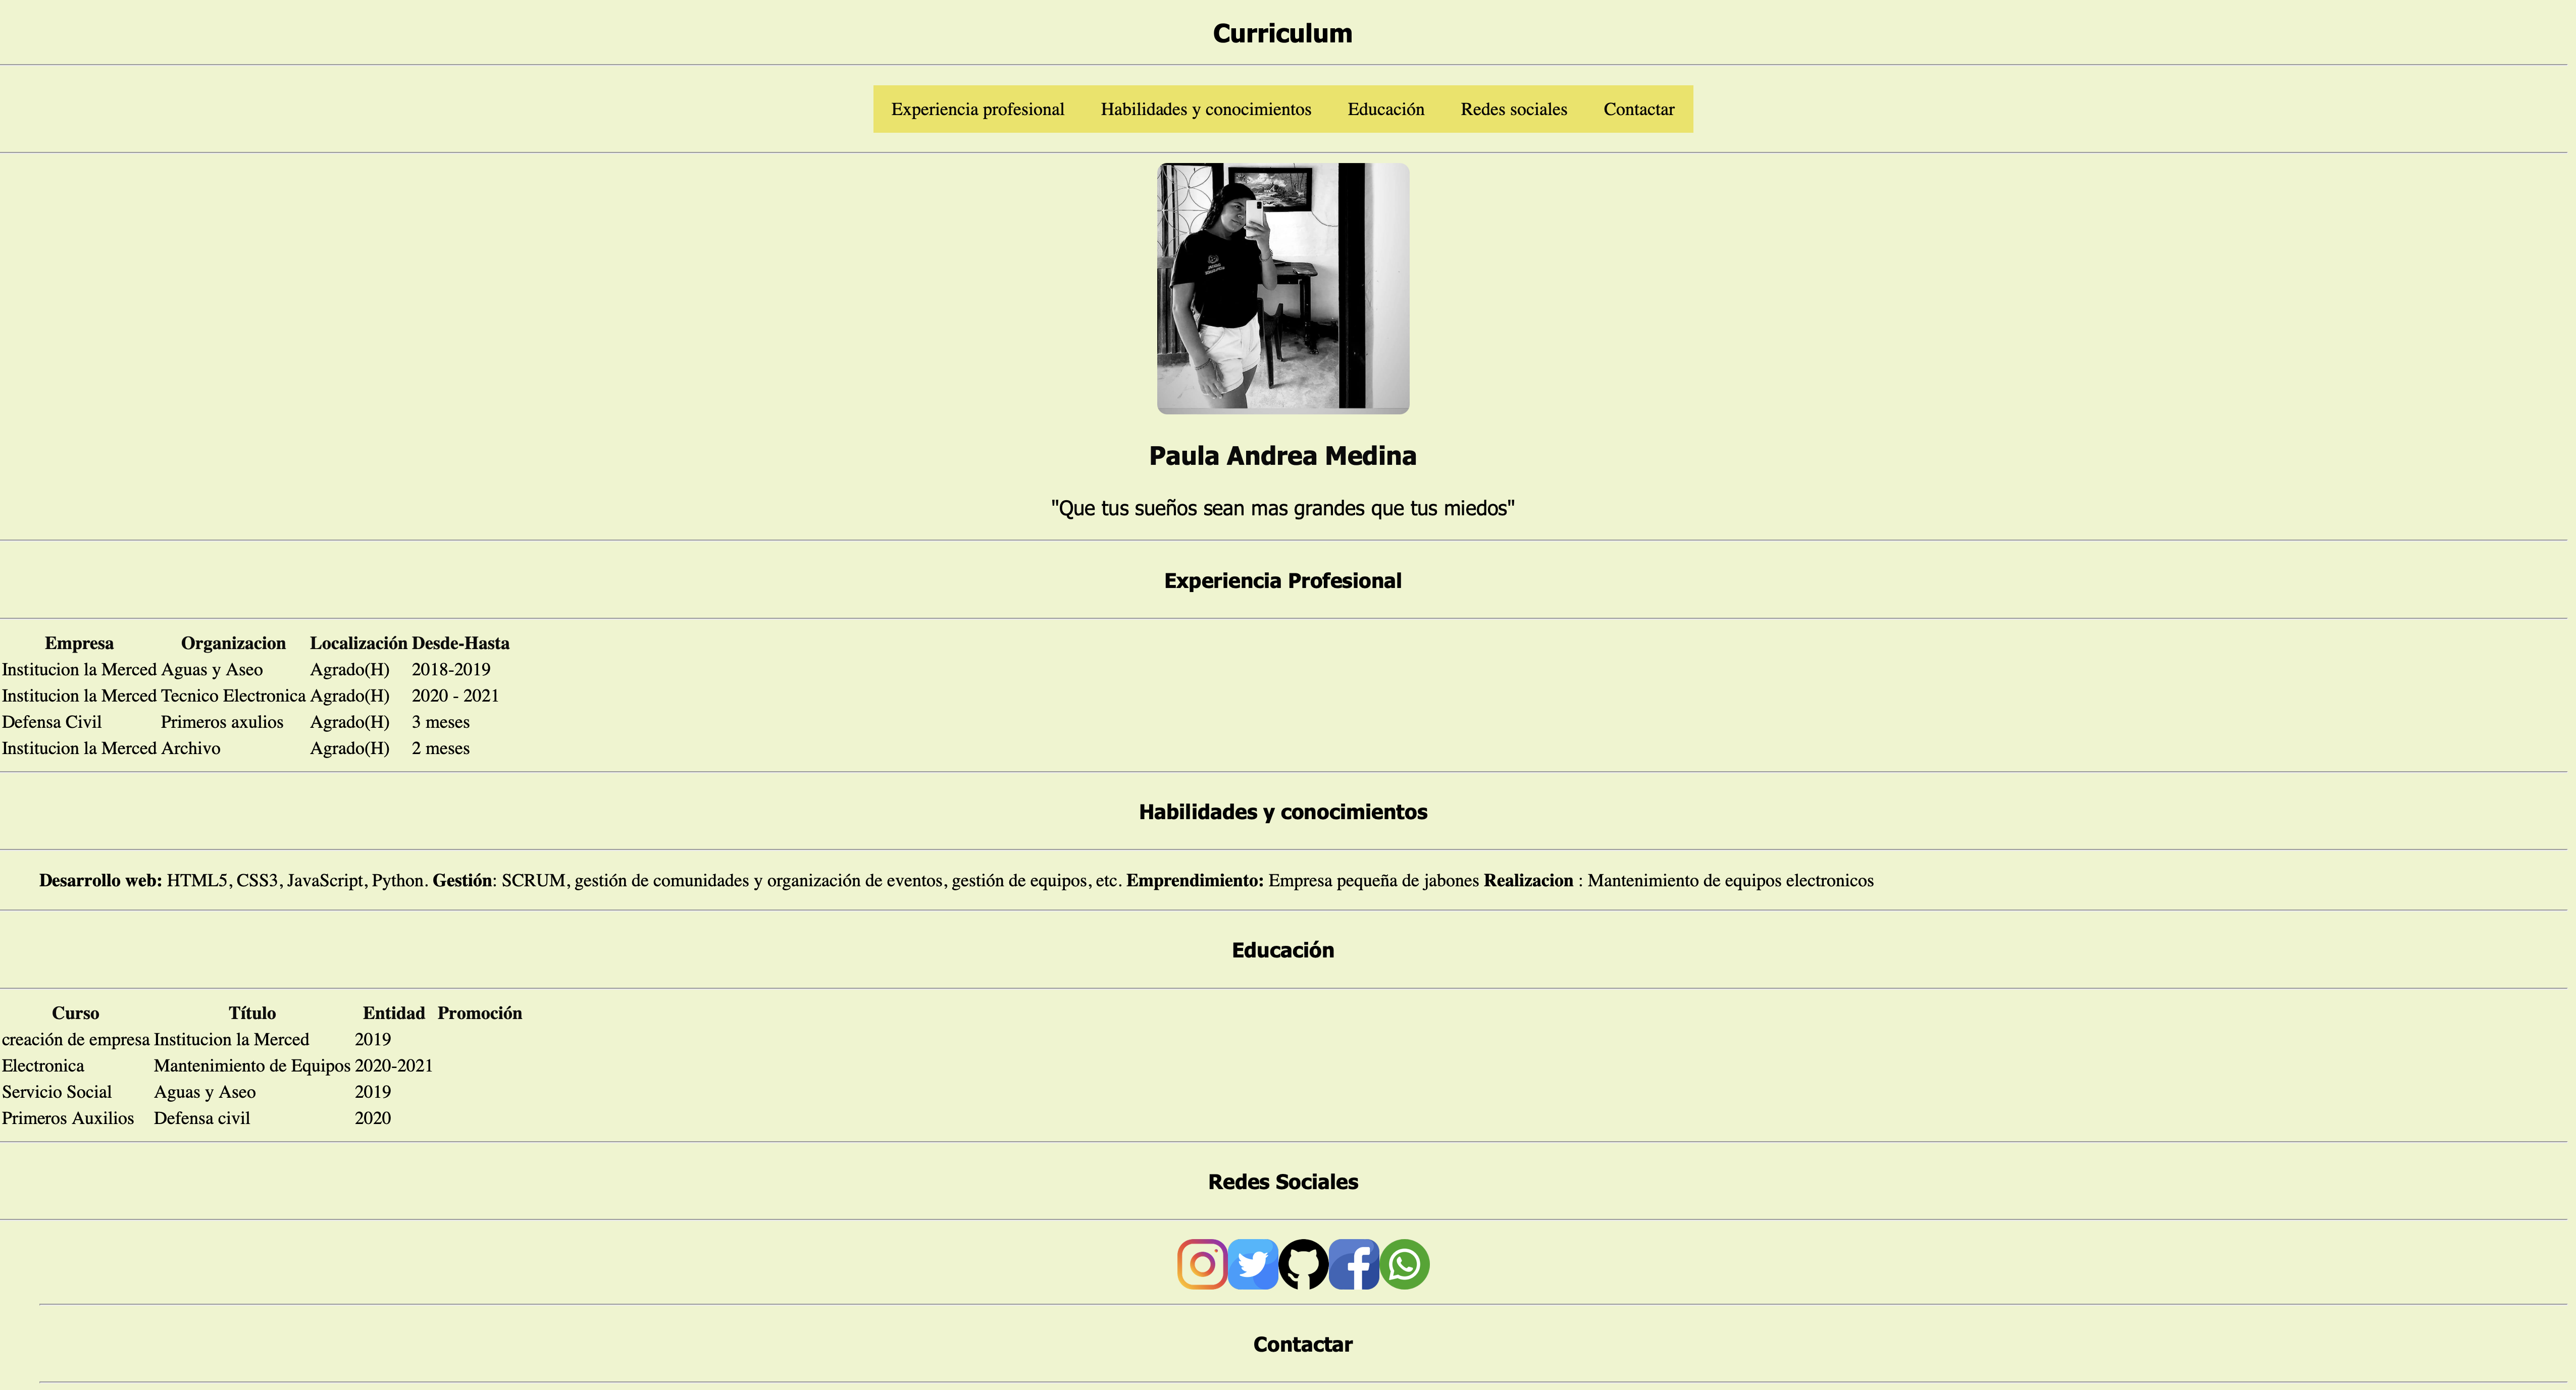 Curriculum
Experiencia profesional Habilidades y conocimientos Educación Redes sociales Contactar
Paula Andrea Medina
"Que tus sueños sean mas grandes que tus miedos"
Experiencia Profesional
Empresa Organizacion Localización Desde-Hasta
Institucion la Merced Aguas y Aseo Agrado(H) 2018-2019
Institucion la Merced Tecnico Electronica Agrado(H) 2020 - 2021
Defensa Civil Primeros axulios Agrado(H) 3 meses
Institucion la Merced Archivo Agrado(H) 2 meses
Habilidades y conocimientos
Desarrollo web: HTML5, CSS3, JavaScript, Python. Gestión: SCRUM, gestión de comunidades y organización de eventos, gestión de equipos, etc. Emprendimiento: Empresa pequeña de jabones Realizacion : Mantenimiento de equipos electronicos
Educación
Curso Título Entidad Promoción
creación de empresa Institucion la Merced 2019
Electronica Mantenimiento de Equipos 2020-2021
Servicio Social Aguas y Aseo 2019
Primeros Auxilios Defensa civil 2020
Redes Sociales
Contactar